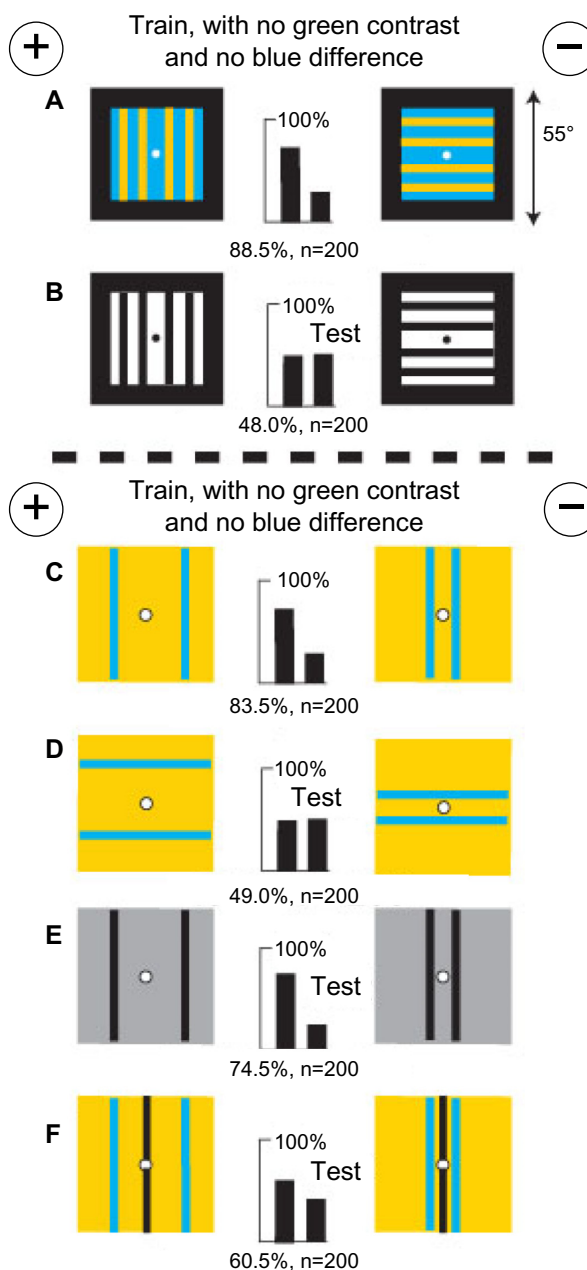 Train, with no green contrast
and no blue difference
+
−
A
100%
55°
88.5%, n=200
B
100%
Test
48.0%, n=200
Train, with no green contrast
and no blue difference
+
−
C
100%
83.5%, n=200
D
100%
Test
49.0%, n=200
E
100%
Test
74.5%, n=200
F
100%
Test
60.5%, n=200